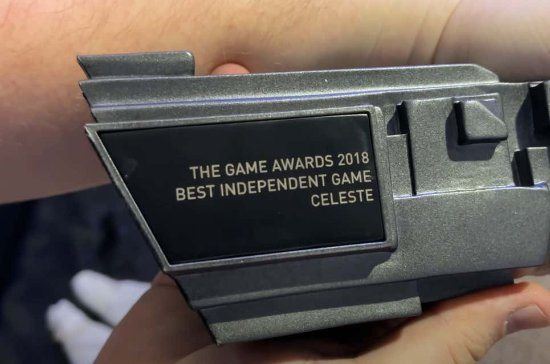 THE GAME AWARDS 2018
BEST INDEPENDENT GAME
CELESTE